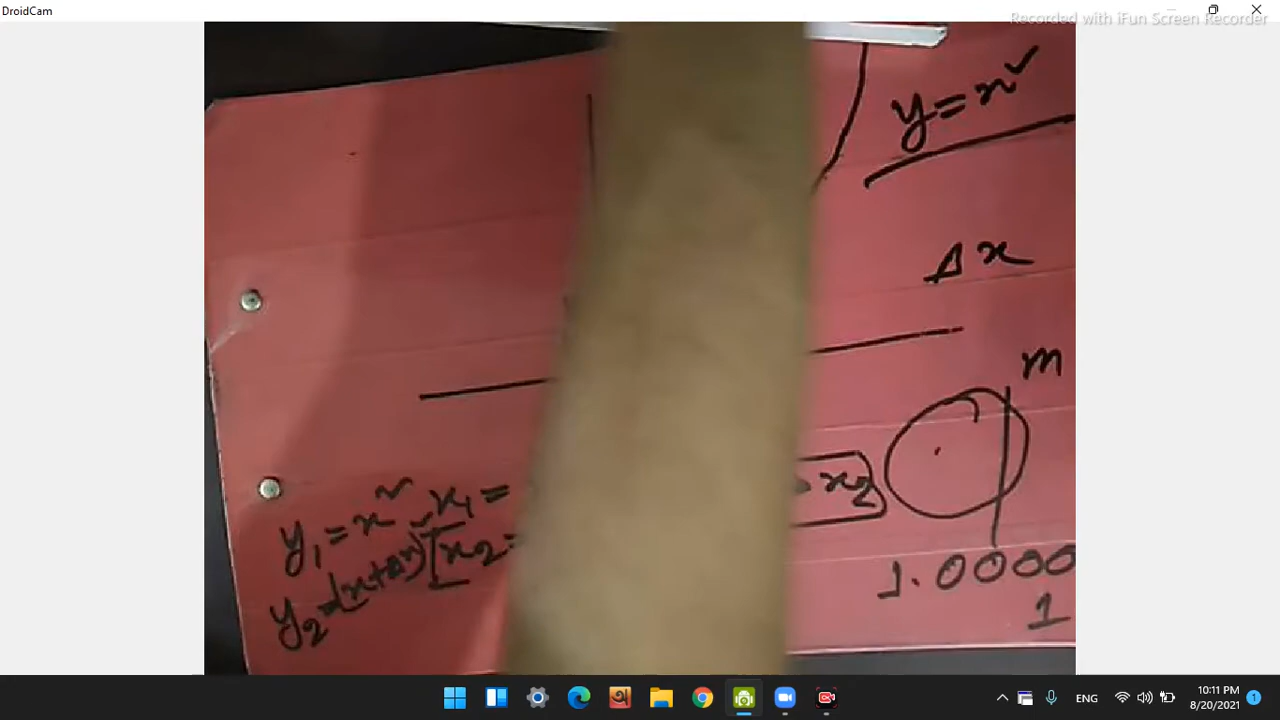 DroidCam
Recorded with iFun Screen Recorder
y=x²
Δx
m
x₂
y₁=x², x₁=
y₂=(x+Δx)² [x₂=
1.0000
1
ENG
10:11 PM
8/20/2021
1